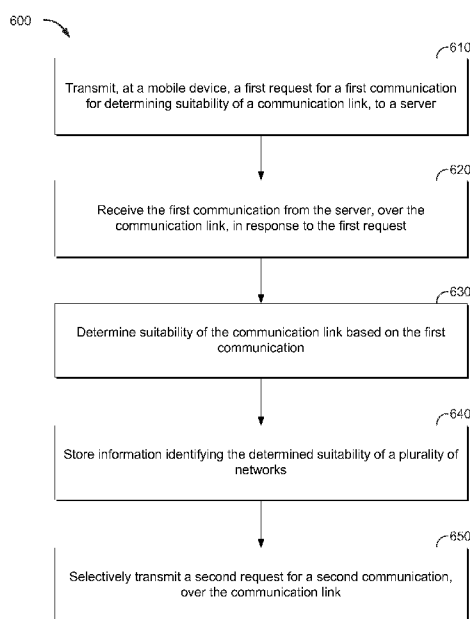 600
610
Transmit, at a mobile device, a first request for a first communication
for determining suitability of a communication link, to a server
620
Receive the first communication from the server, over the
communication link, in response to the first request
630
Determine suitability of the communication link based on the first
communication
640
Store information identifying the determined suitability of a plurality of
networks
650
Selectively transmit a second request for a second communication,
over the communication link